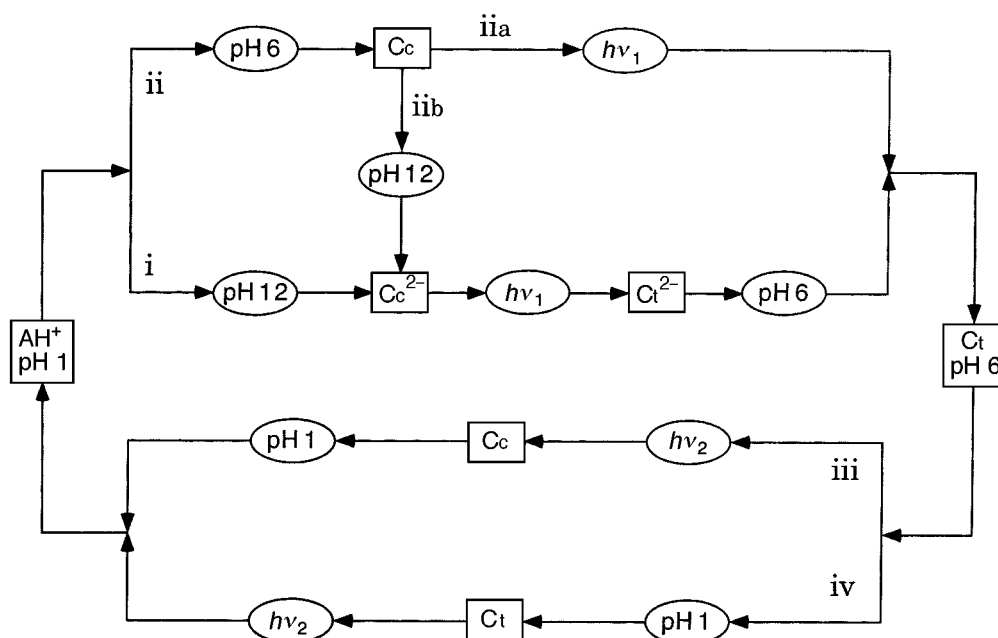 iia
pH 6
Cc
hν₁
ii
iib
pH 12
i
pH 12
Cc²⁻
hν₁
Ct²⁻
pH 6
AH⁺
pH 1
Ct
pH 6
pH 1
Cc
hν₂
iii
iv
hν₂
Ct
pH 1